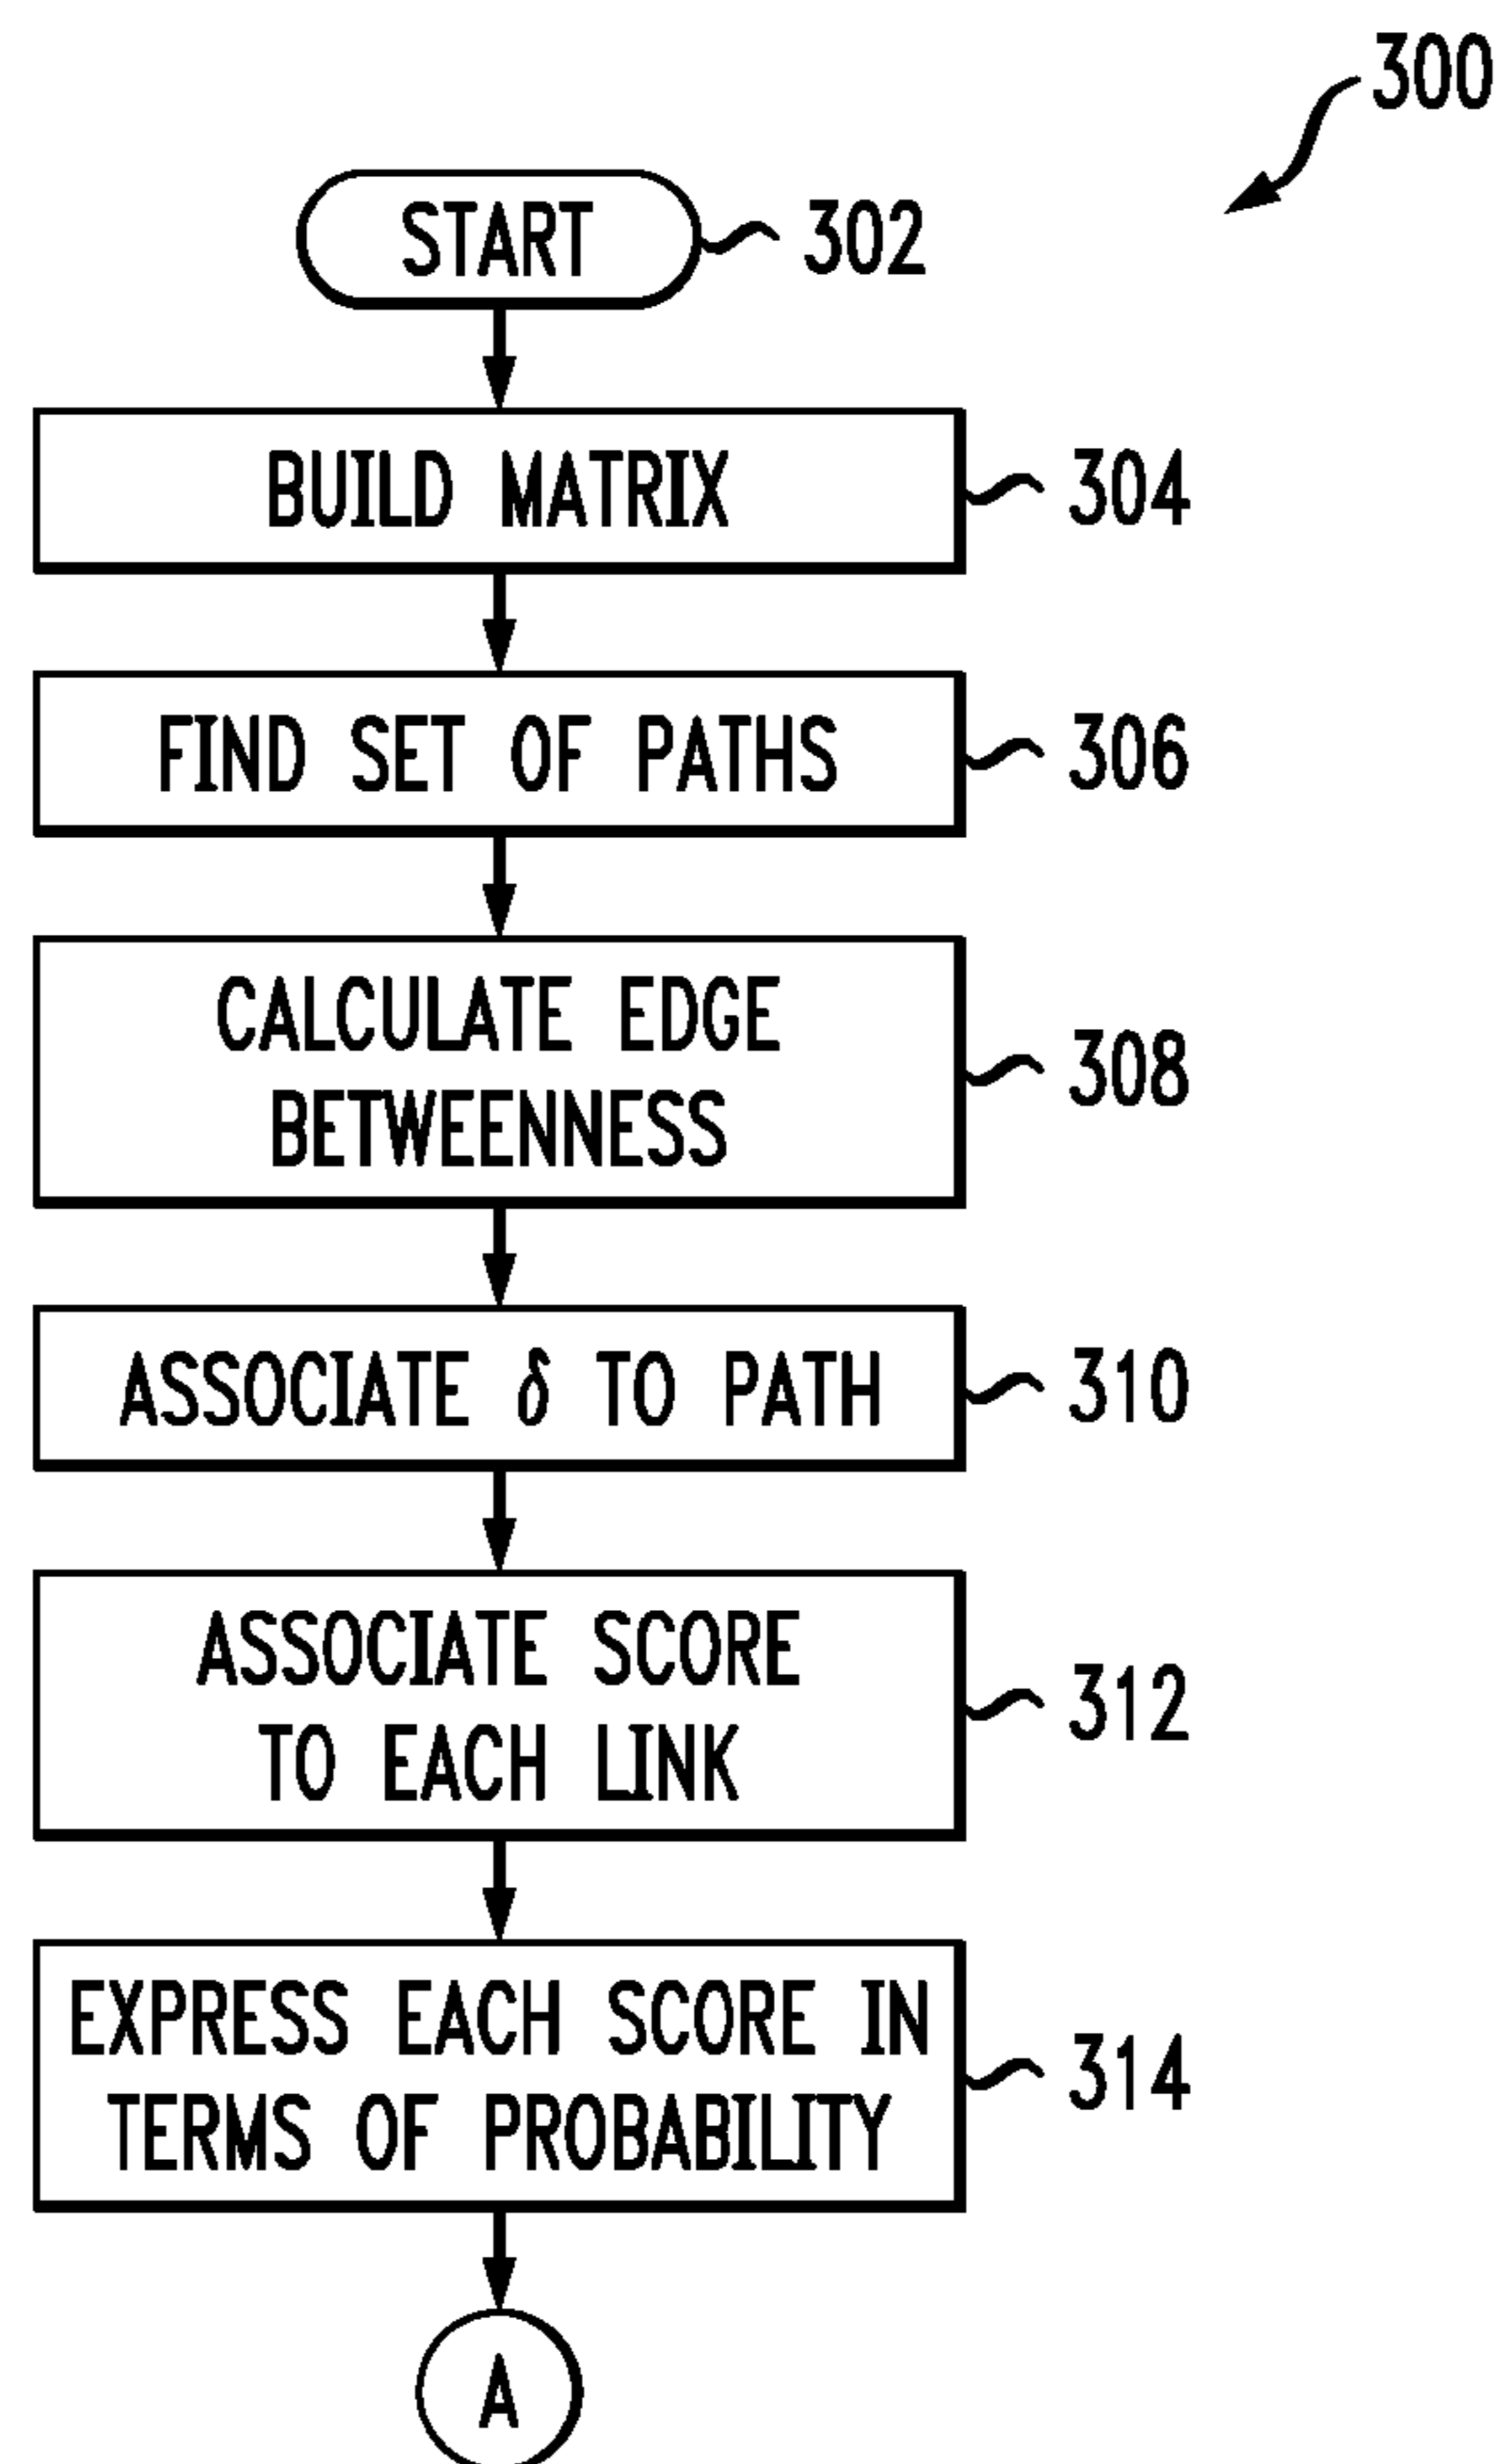 300
START
302
BUILD MATRIX
304
FIND SET OF PATHS
306
CALCULATE EDGE
BETWEENNESS
308
ASSOCIATE δ TO PATH
310
ASSOCIATE SCORE
TO EACH LINK
312
EXPRESS EACH SCORE IN
TERMS OF PROBABILITY
314
A